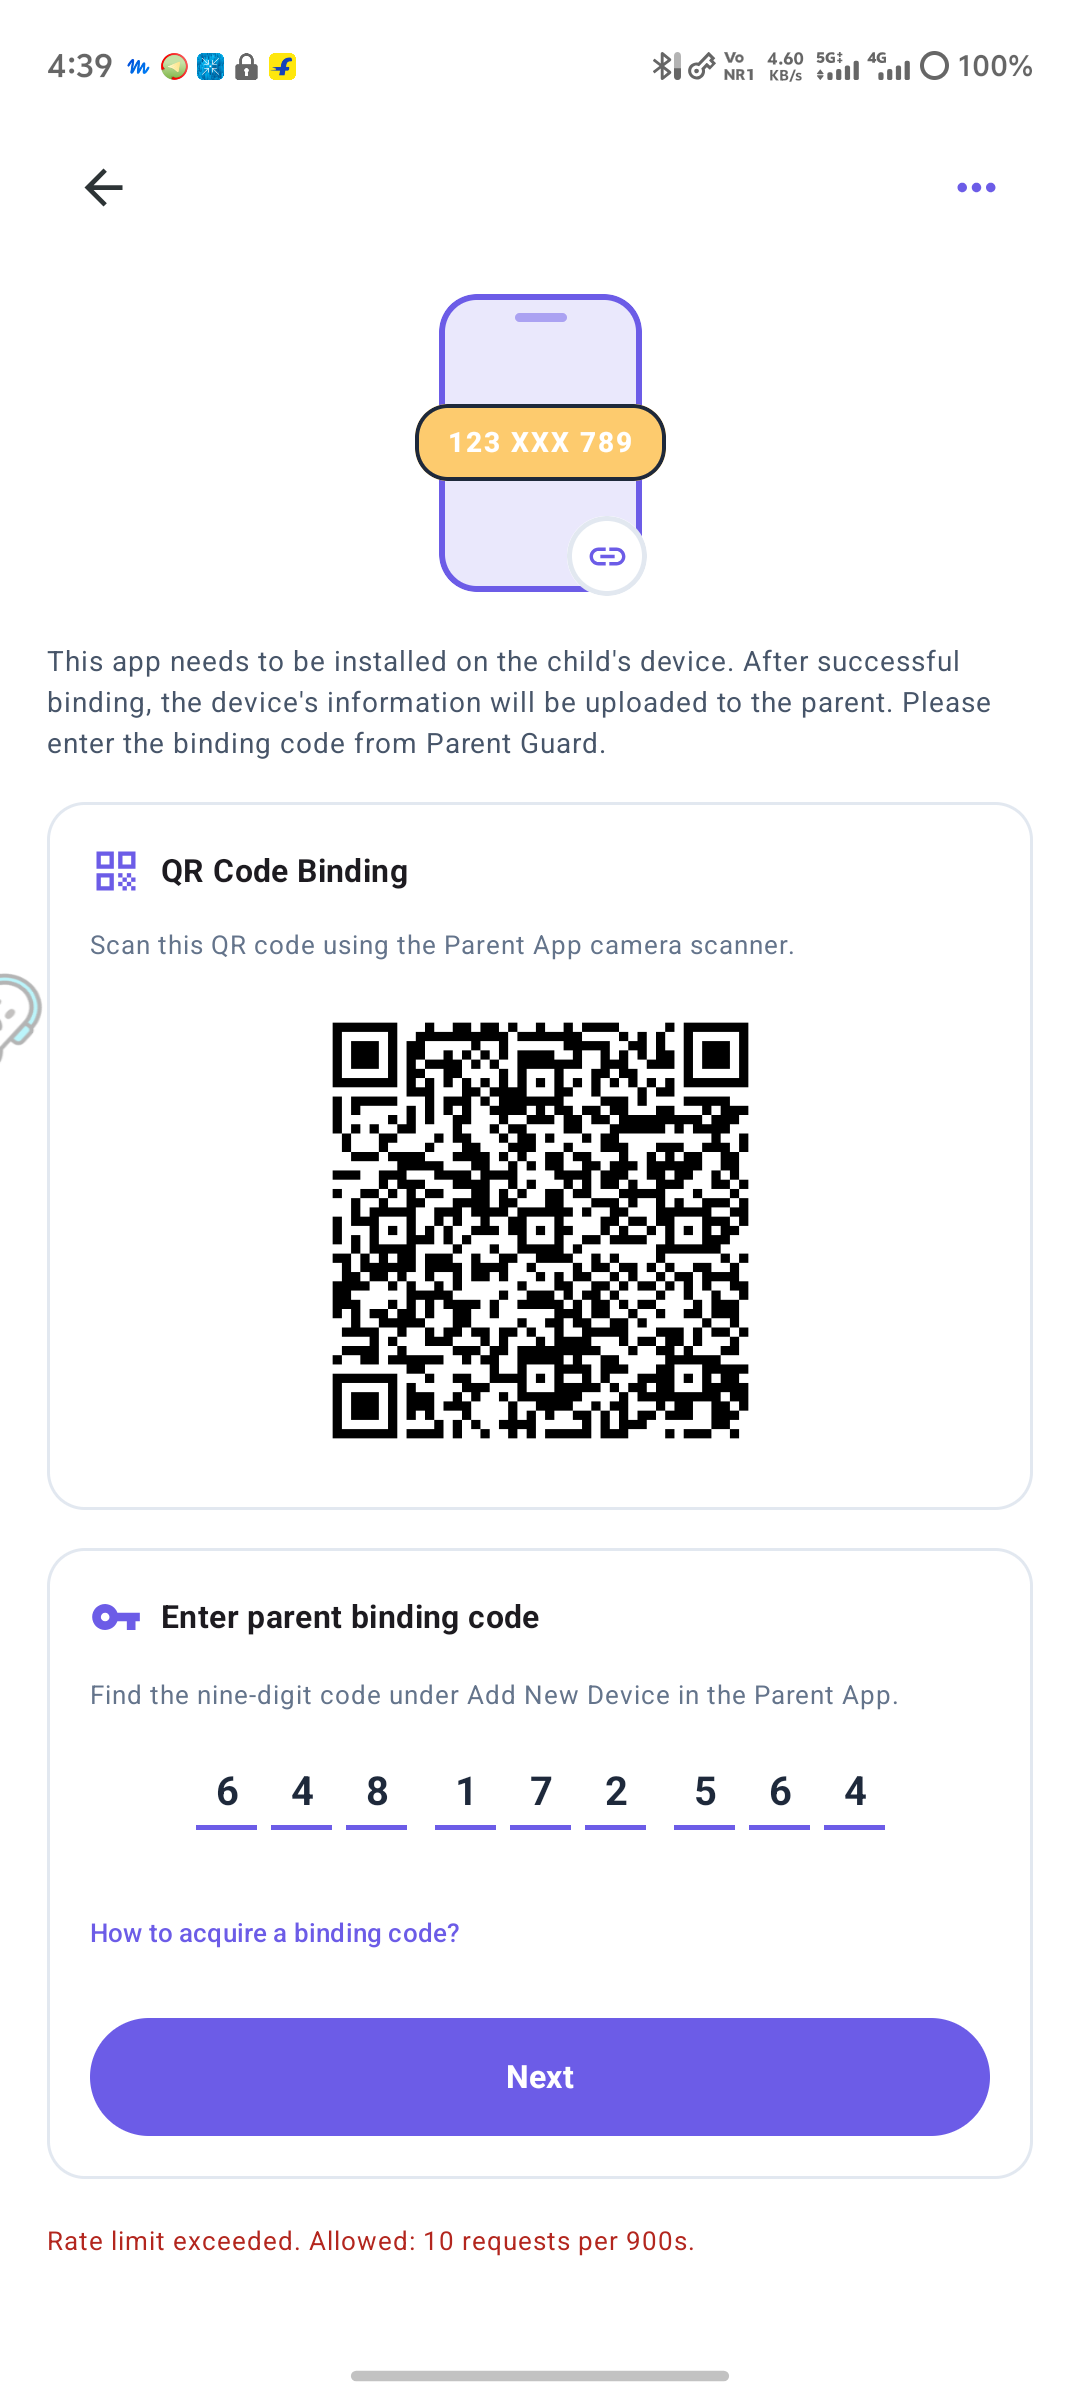 4:39
Vo NR1 4.60 KB/s 5G 4G 100%
123 XXX 789
This app needs to be installed on the child's device. After successful
binding, the device's information will be uploaded to the parent. Please
enter the binding code from Parent Guard.
QR Code Binding
Scan this QR code using the Parent App camera scanner.
Enter parent binding code
Find the nine-digit code under Add New Device in the Parent App.
6 4 8 1 7 2 5 6 4
How to acquire a binding code?
Next
Rate limit exceeded. Allowed: 10 requests per 900s.